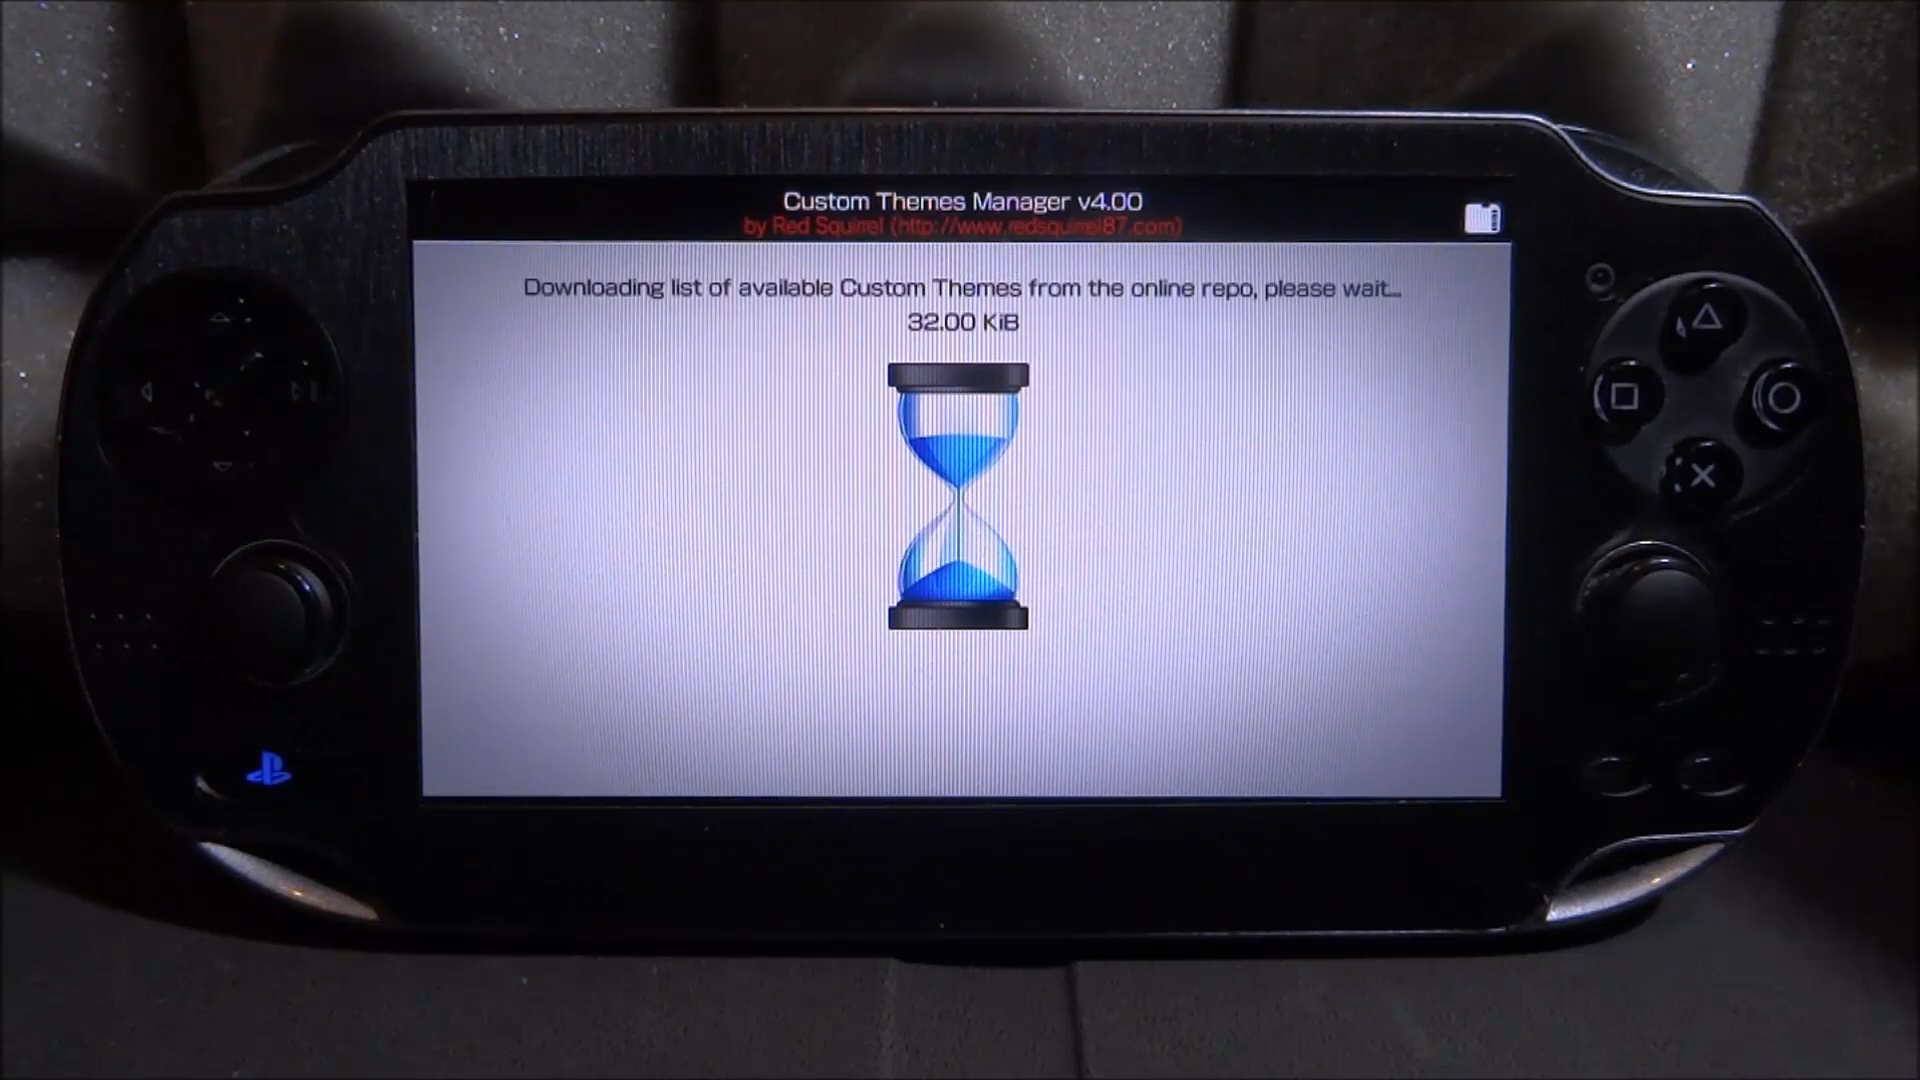 Custom Themes Manager v4.00
by Red Squirrel (http://www.redsquirrel87.com)
Downloading list of available Custom Themes from the online repo, please wait...
32.00 KiB